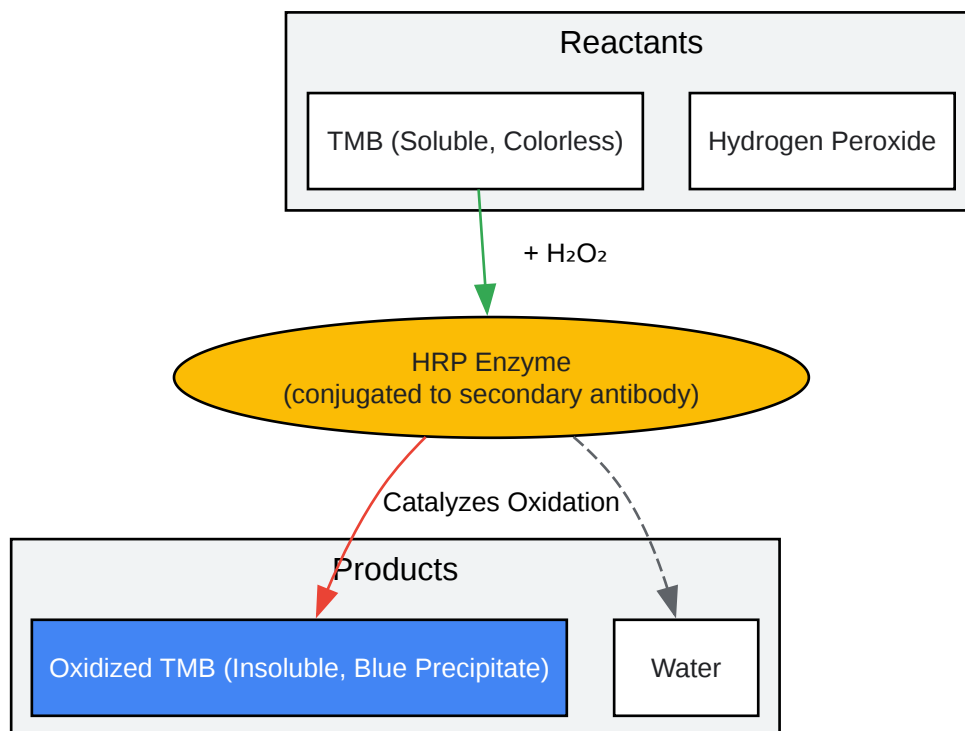 Reactants
TMB (Soluble, Colorless)
Hydrogen Peroxide
+ H₂O₂
HRP Enzyme
(conjugated to secondary antibody)
Catalyzes Oxidation
Products
Oxidized TMB (Insoluble, Blue Precipitate)
Water